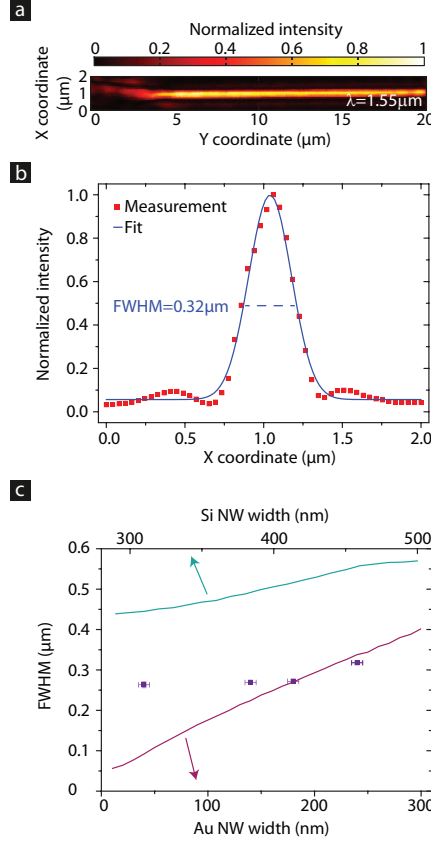 a
Normalized intensity
0 0.2 0.4 0.6 0.8 1
X coordinate
(μm)
2
1
0
λ=1.55μm
0 5 10 15 20
Y coordinate (μm)
b
1.0
0.8
0.6
0.4
0.2
0.0
Normalized intensity
Measurement
Fit
FWHM=0.32μm
0.0 0.5 1.0 1.5 2.0
X coordinate (μm)
c
Si NW width (nm)
300 400 500
0.6
0.5
0.4
0.3
0.2
0.1
0
FWHM (μm)
0 100 200 300
Au NW width (nm)